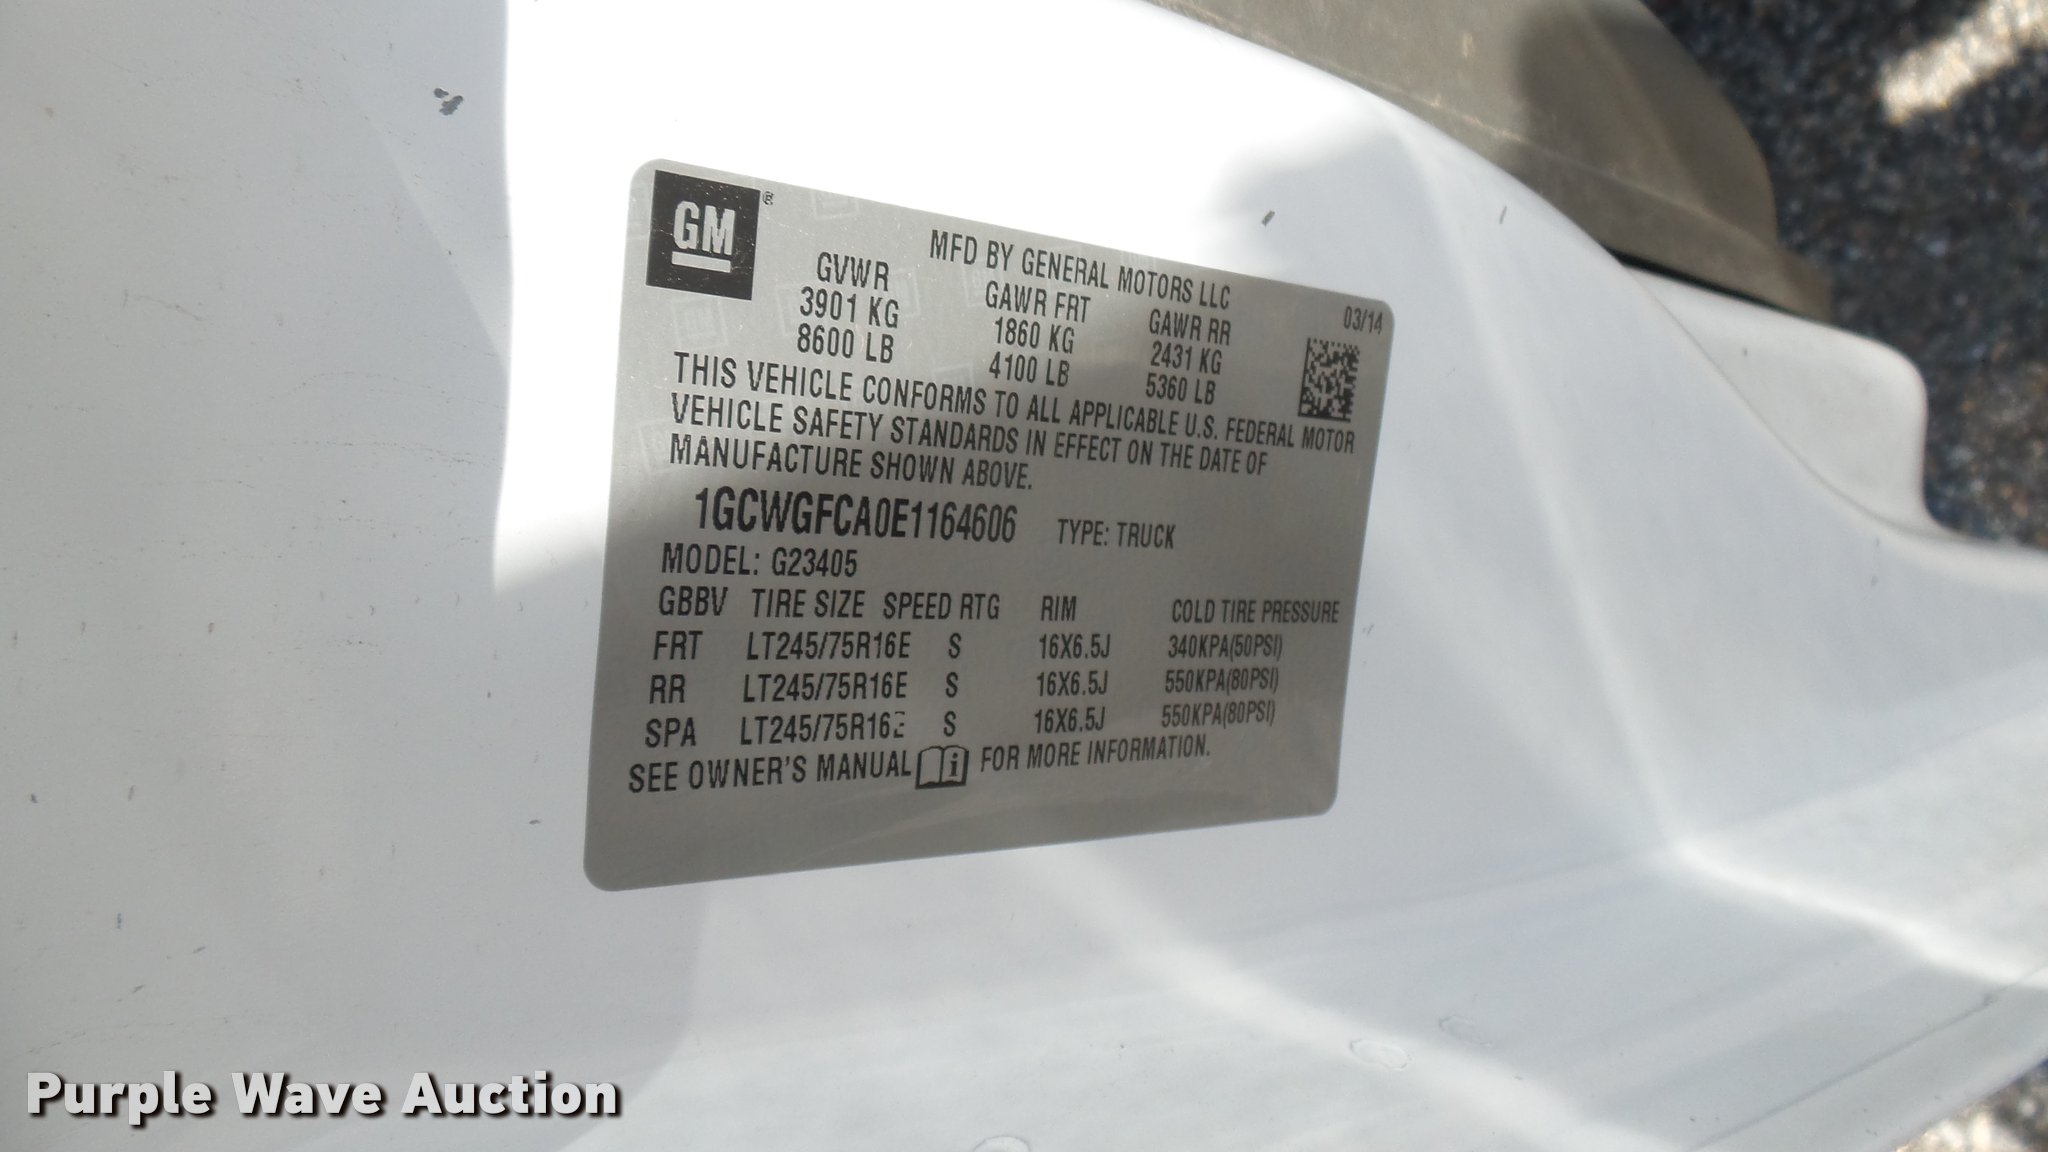 GM ®
MFD BY GENERAL MOTORS LLC
03/14
GVWR GAWR FRT GAWR RR
3901 KG 1860 KG 2431 KG
8600 LB 4100 LB 5360 LB
THIS VEHICLE CONFORMS TO ALL APPLICABLE U.S. FEDERAL MOTOR
VEHICLE SAFETY STANDARDS IN EFFECT ON THE DATE OF
MANUFACTURE SHOWN ABOVE.
1GCWGFCA0E1164606 TYPE: TRUCK
MODEL: G23405
GBBV TIRE SIZE SPEED RTG RIM COLD TIRE PRESSURE
FRT LT245/75R16E S 16X6.5J 340KPA(50PSI)
RR LT245/75R16E S 16X6.5J 550KPA(80PSI)
SPA LT245/75R16E S 16X6.5J 550KPA(80PSI)
SEE OWNER'S MANUAL i FOR MORE INFORMATION.
Purple Wave Auction